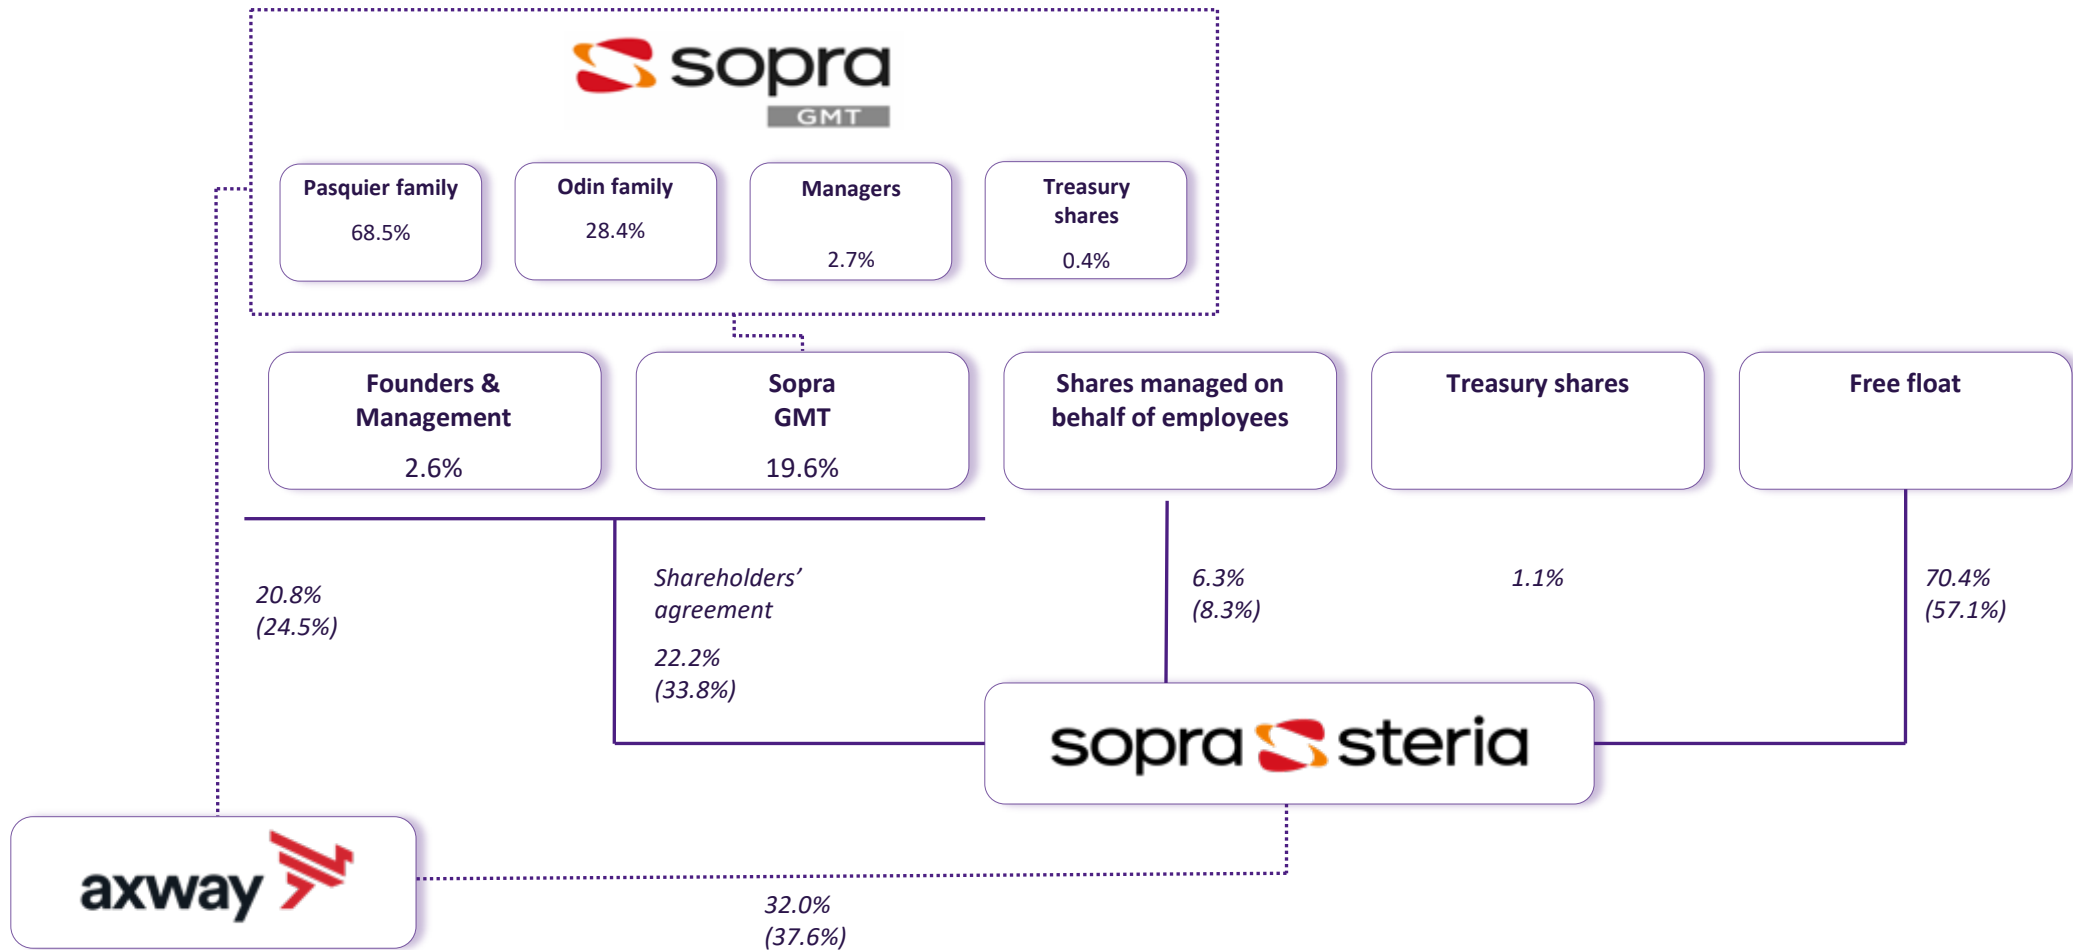 sopra
GMT
Pasquier family
68.5%
Odin family
28.4%
Managers
2.7%
Treasury
shares
0.4%
Founders &
Management
2.6%
Sopra
GMT
19.6%
Shares managed on
behalf of employees
Treasury shares
Free float
20.8%
(24.5%)
Shareholders’
agreement
22.2%
(33.8%)
6.3%
(8.3%)
1.1%
70.4%
(57.1%)
sopra steria
axway
32.0%
(37.6%)